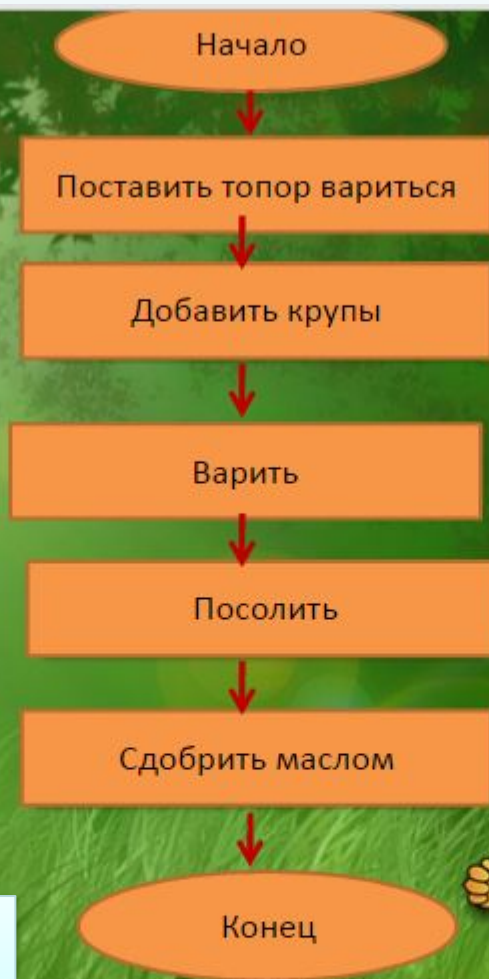 Начало
Поставить топор вариться
Добавить крупы
Варить
Посолить
Сдобрить маслом
Конец